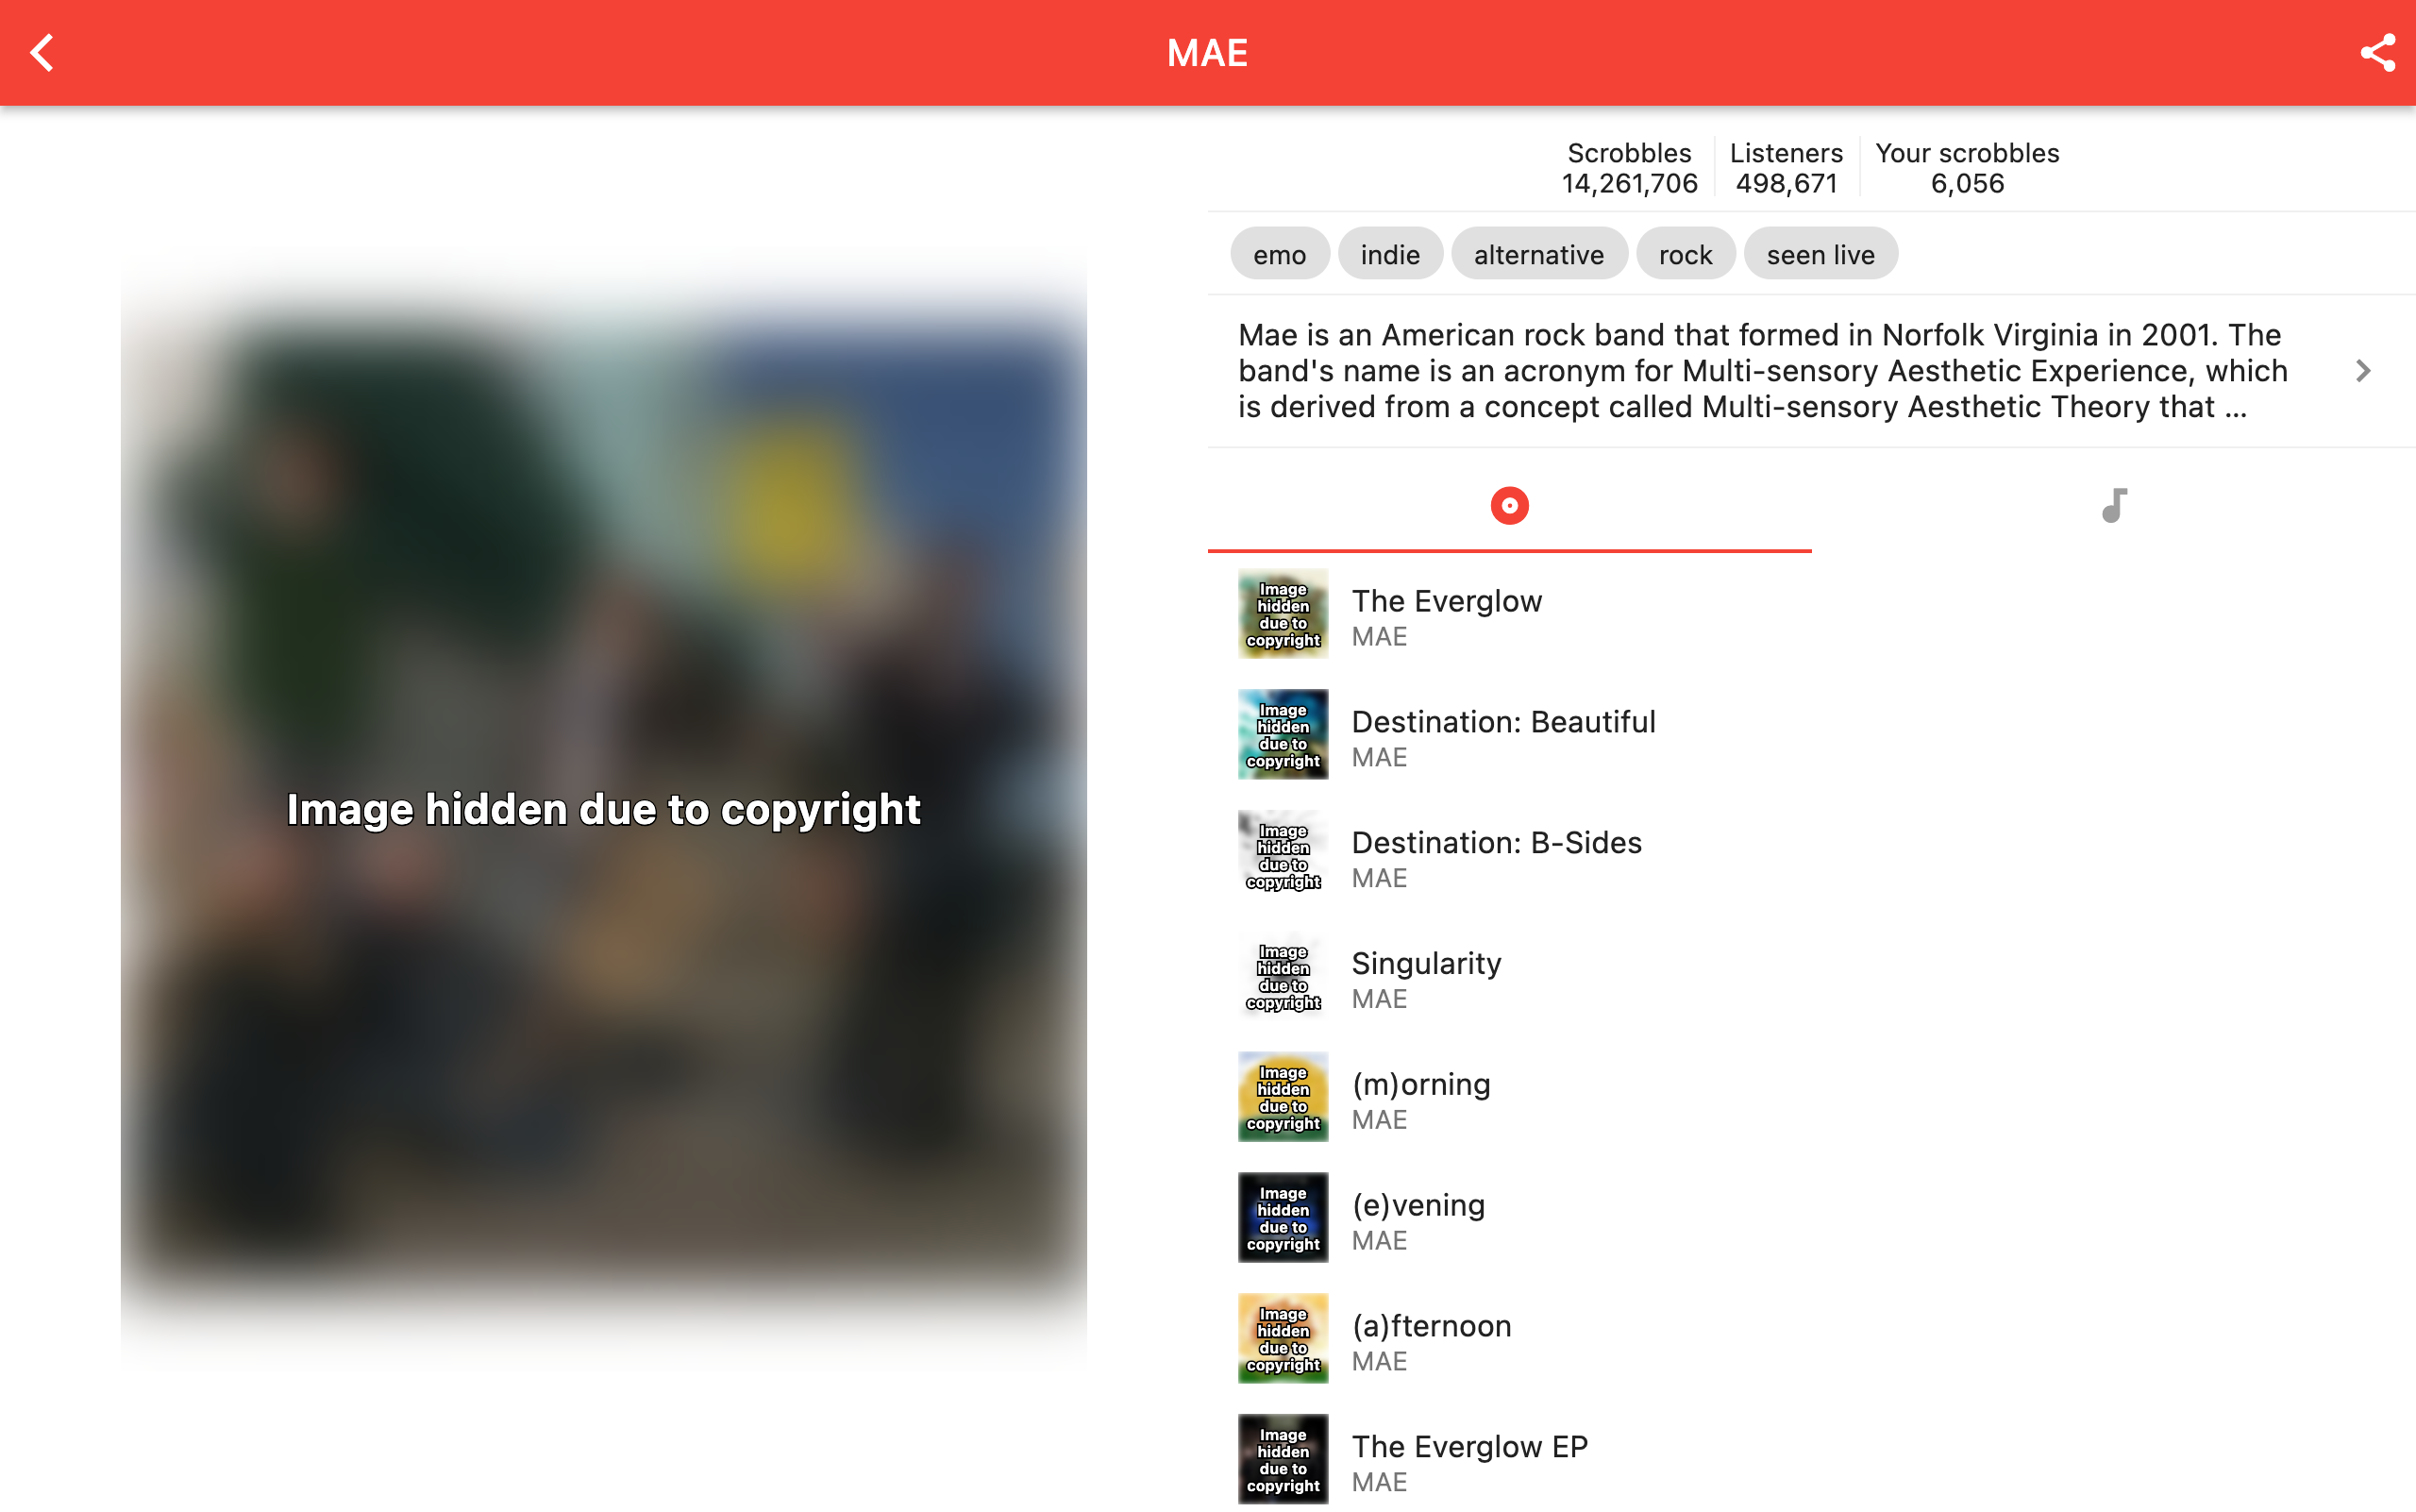 MAE
Scrobbles
14,261,706
Listeners
498,671
Your scrobbles
6,056
emo
indie
alternative
rock
seen live
Mae is an American rock band that formed in Norfolk Virginia in 2001. The
band's name is an acronym for Multi-sensory Aesthetic Experience, which
is derived from a concept called Multi-sensory Aesthetic Theory that ...
Image hidden due to copyright
Image
hidden
due to
copyright
The Everglow
MAE
Image
hidden
due to
copyright
Destination: Beautiful
MAE
Image
hidden
due to
copyright
Destination: B-Sides
MAE
Image
hidden
due to
copyright
Singularity
MAE
Image
hidden
due to
copyright
(m)orning
MAE
Image
hidden
due to
copyright
(e)vening
MAE
Image
hidden
due to
copyright
(a)fternoon
MAE
Image
hidden
due to
copyright
The Everglow EP
MAE